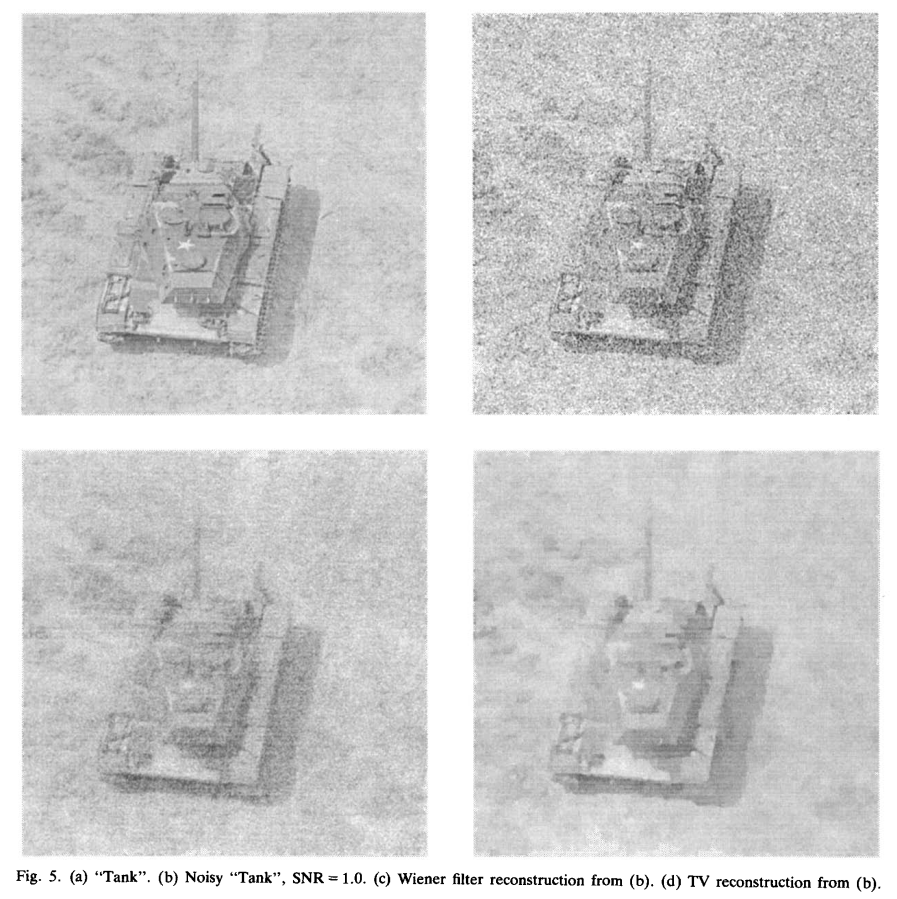 Fig. 5. (a) “Tank”. (b) Noisy “Tank”, SNR = 1.0. (c) Wiener filter reconstruction from (b). (d) TV reconstruction from (b).